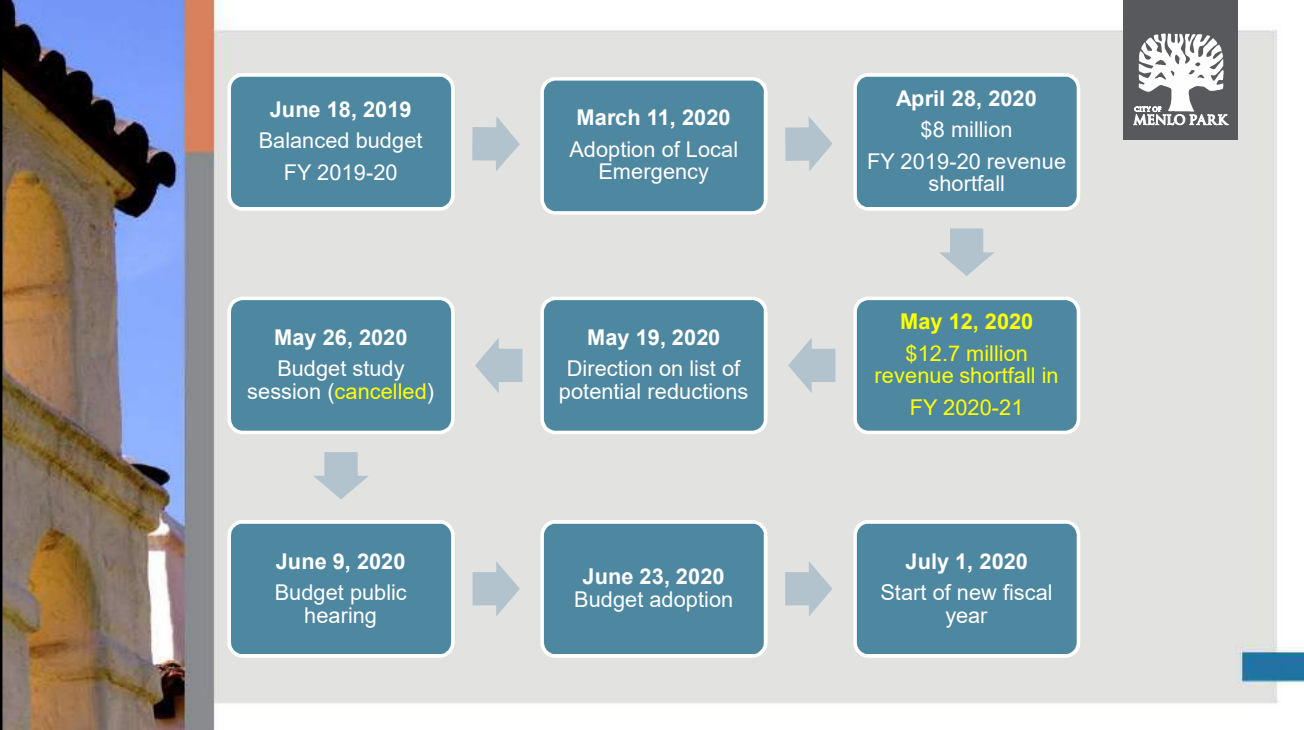 CITY OF
MENLO PARK
June 18, 2019
Balanced budget
FY 2019-20
March 11, 2020
Adoption of Local
Emergency
April 28, 2020
$8 million
FY 2019-20 revenue
shortfall
May 12, 2020
$12.7 million
revenue shortfall in
FY 2020-21
May 19, 2020
Direction on list of
potential reductions
May 26, 2020
Budget study
session (cancelled)
June 9, 2020
Budget public
hearing
June 23, 2020
Budget adoption
July 1, 2020
Start of new fiscal
year